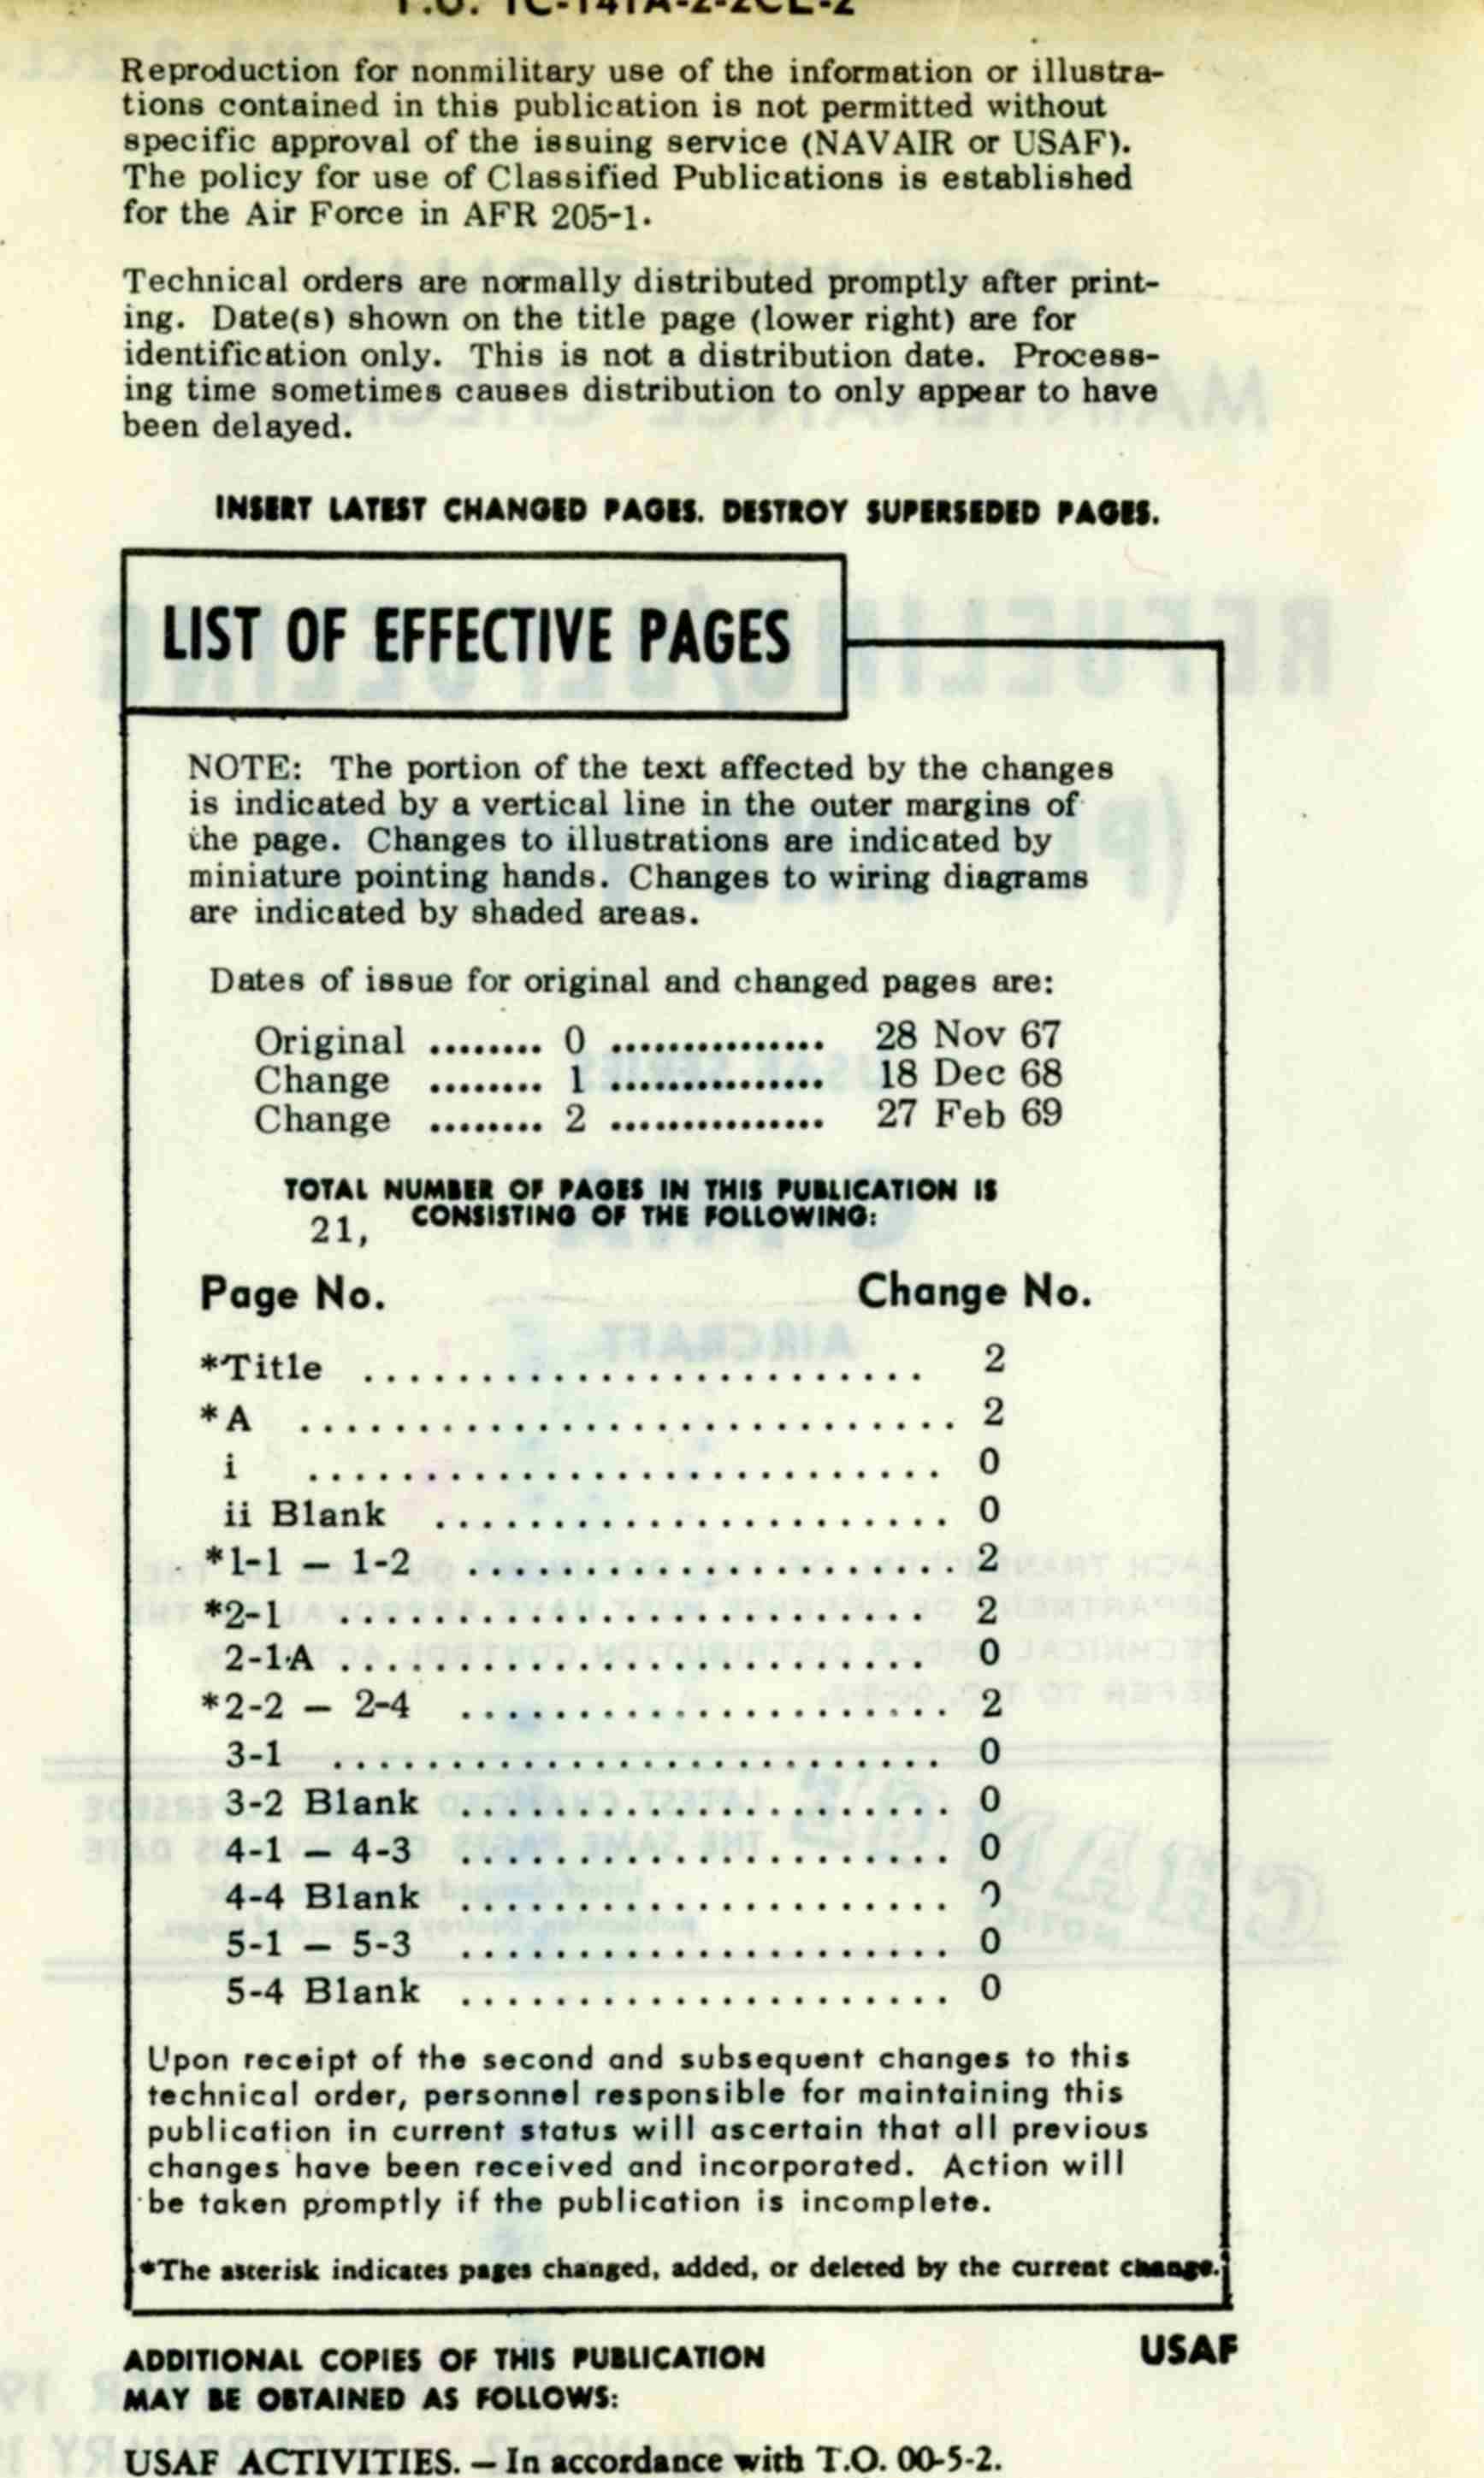 T.O. 1C-141A-2-2CL-2
Reproduction for nonmilitary use of the information or illustra-
tions contained in this publication is not permitted without
specific approval of the issuing service (NAVAIR or USAF).
The policy for use of Classified Publications is established
for the Air Force in AFR 205-1.
Technical orders are normally distributed promptly after print-
ing. Date(s) shown on the title page (lower right) are for
identification only. This is not a distribution date. Process-
ing time sometimes causes distribution to only appear to have
been delayed.
INSERT LATEST CHANGED PAGES. DESTROY SUPERSEDED PAGES.
LIST OF EFFECTIVE PAGES
NOTE: The portion of the text affected by the changes
is indicated by a vertical line in the outer margins of
the page. Changes to illustrations are indicated by
miniature pointing hands. Changes to wiring diagrams
are indicated by shaded areas.
Dates of issue for original and changed pages are:
Original ........ 0 ............... 28 Nov 67
Change ........ 1 ............... 18 Dec 68
Change ........ 2 ............... 27 Feb 69
TOTAL NUMBER OF PAGES IN THIS PUBLICATION IS
21, CONSISTING OF THE FOLLOWING:
Page No. Change No.
*Title ........................ 2
*A ............................ 2
i ........................... 0
ii Blank ...................... 0
*1-1 — 1-2 ..................... 2
*2-1 ......................... 2
2-1A ......................... 0
*2-2 — 2-4 ..................... 2
3-1 .......................... 0
3-2 Blank ..................... 0
4-1 — 4-3 ..................... 0
4-4 Blank ..................... 0
5-1 — 5-3 ..................... 0
5-4 Blank ..................... 0
Upon receipt of the second and subsequent changes to this
technical order, personnel responsible for maintaining this
publication in current status will ascertain that all previous
changes have been received and incorporated. Action will
be taken promptly if the publication is incomplete.
*The asterisk indicates pages changed, added, or deleted by the current change.
ADDITIONAL COPIES OF THIS PUBLICATION USAF
MAY BE OBTAINED AS FOLLOWS:
USAF ACTIVITIES. — In accordance with T.O. 00-5-2.